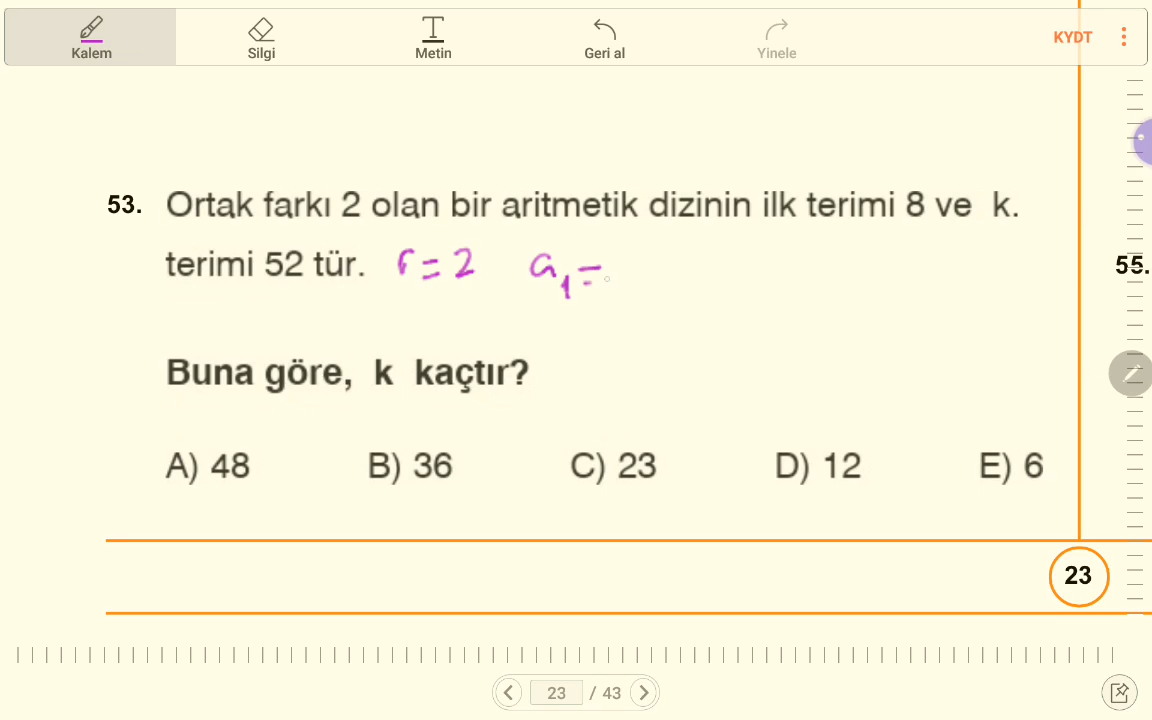 Kalem Silgi Metin Geri al Yinele KYDT
53. Ortak farkı 2 olan bir aritmetik dizinin ilk terimi 8 ve k.
terimi 52 tür. r = 2 a₁ =
55.
Buna göre, k kaçtır?
A) 48 B) 36 C) 23 D) 12 E) 6
23
23 / 43